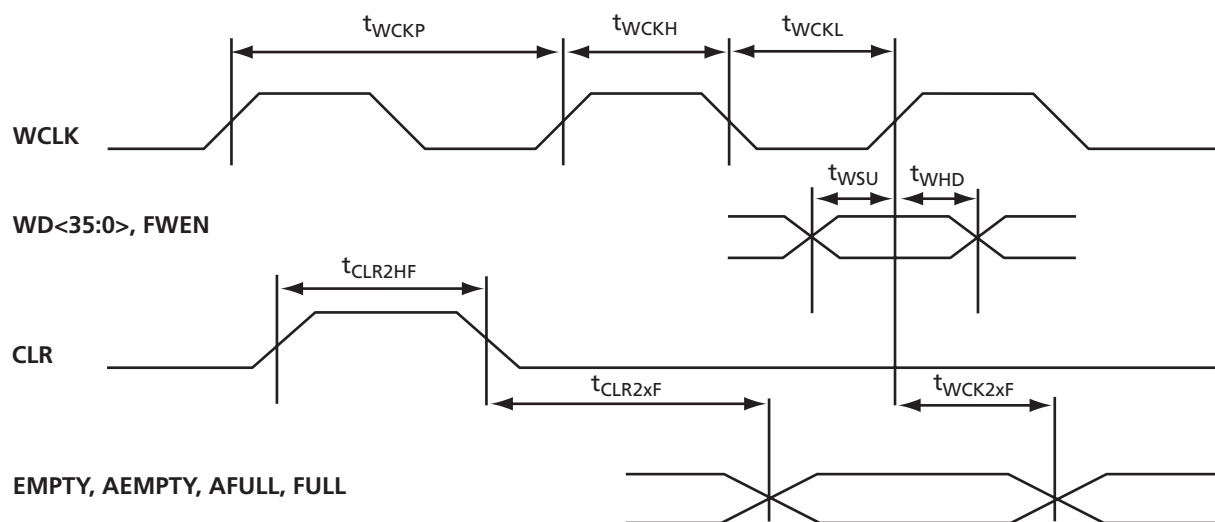 tWCKP tWCKH tWCKL
WCLK
tWSU tWHD
WD<35:0>, FWEN
tCLR2HF
CLR
tCLR2xF tWCK2xF
EMPTY, AEMPTY, AFULL, FULL